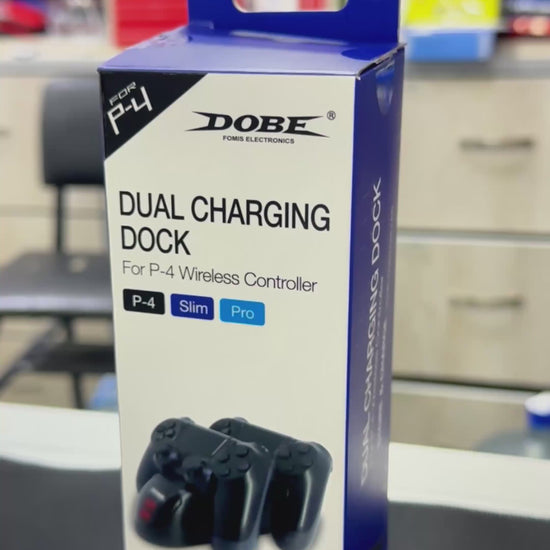 FOR
P-4
DOBE®
FOMIS ELECTRONICS
DUAL CHARGING
DOCK
For P-4 Wireless Controller
P-4 Slim Pro
DUAL CHARGING DOCK